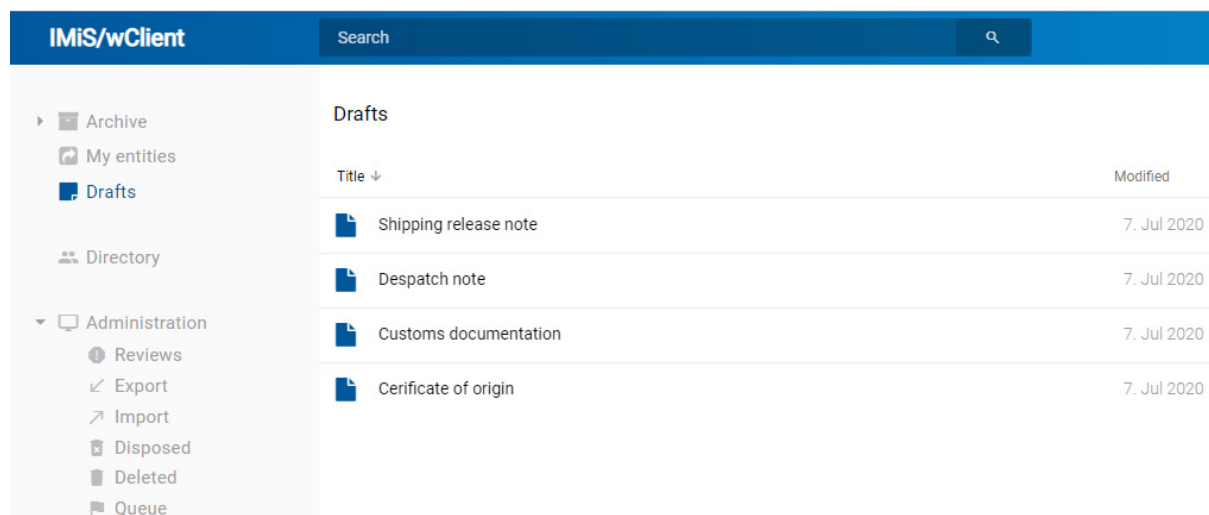 IMiS/wClient
Search
Archive
My entities
Drafts
Directory
Administration
Reviews
Export
Import
Disposed
Deleted
Queue
Drafts
Title Modified
Shipping release note 7. Jul 2020
Despatch note 7. Jul 2020
Customs documentation 7. Jul 2020
Cerificate of origin 7. Jul 2020